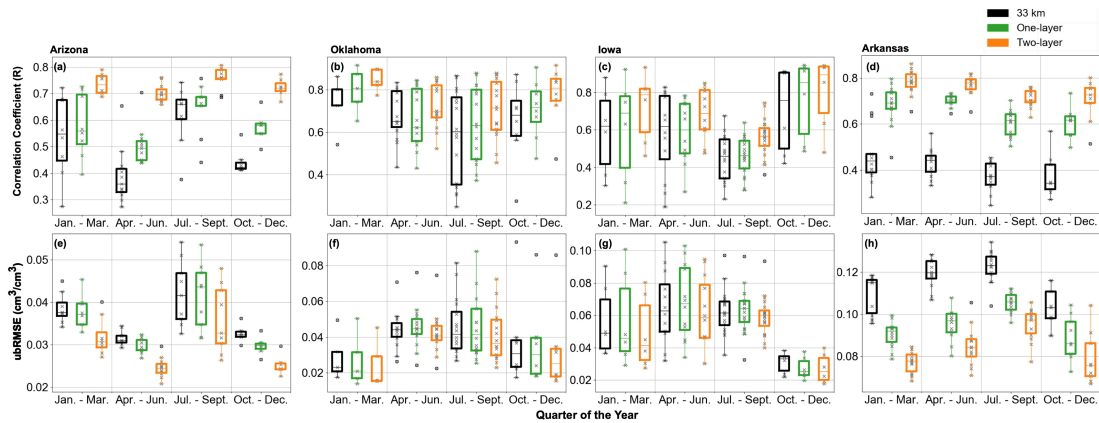 33 km
One-layer
Two-layer
Arizona
Oklahoma
Iowa
Arkansas
Correlation Coefficient (R)
(a)
0.8
0.7
0.6
0.5
0.4
0.3
Jan. - Mar. Apr. - Jun. Jul. - Sept. Oct. - Dec.
(b)
0.8
0.6
0.4
Jan. - Mar. Apr. - Jun. Jul. - Sept. Oct. - Dec.
(c)
0.8
0.6
0.4
0.2
Jan. - Mar. Apr. - Jun. Jul. - Sept. Oct. - Dec.
(d)
0.8
0.6
0.4
Jan. - Mar. Apr. - Jun. Jul. - Sept. Oct. - Dec.
ubRMSE (cm³/cm³)
(e)
0.05
0.04
0.03
0.02
Jan. - Mar. Apr. - Jun. Jul. - Sept. Oct. - Dec.
(f)
0.08
0.06
0.04
0.02
Jan. - Mar. Apr. - Jun. Jul. - Sept. Oct. - Dec.
(g)
0.10
0.08
0.06
0.04
0.02
Jan. - Mar. Apr. - Jun. Jul. - Sept. Oct. - Dec.
(h)
0.12
0.10
0.08
Jan. - Mar. Apr. - Jun. Jul. - Sept. Oct. - Dec.
Quarter of the Year